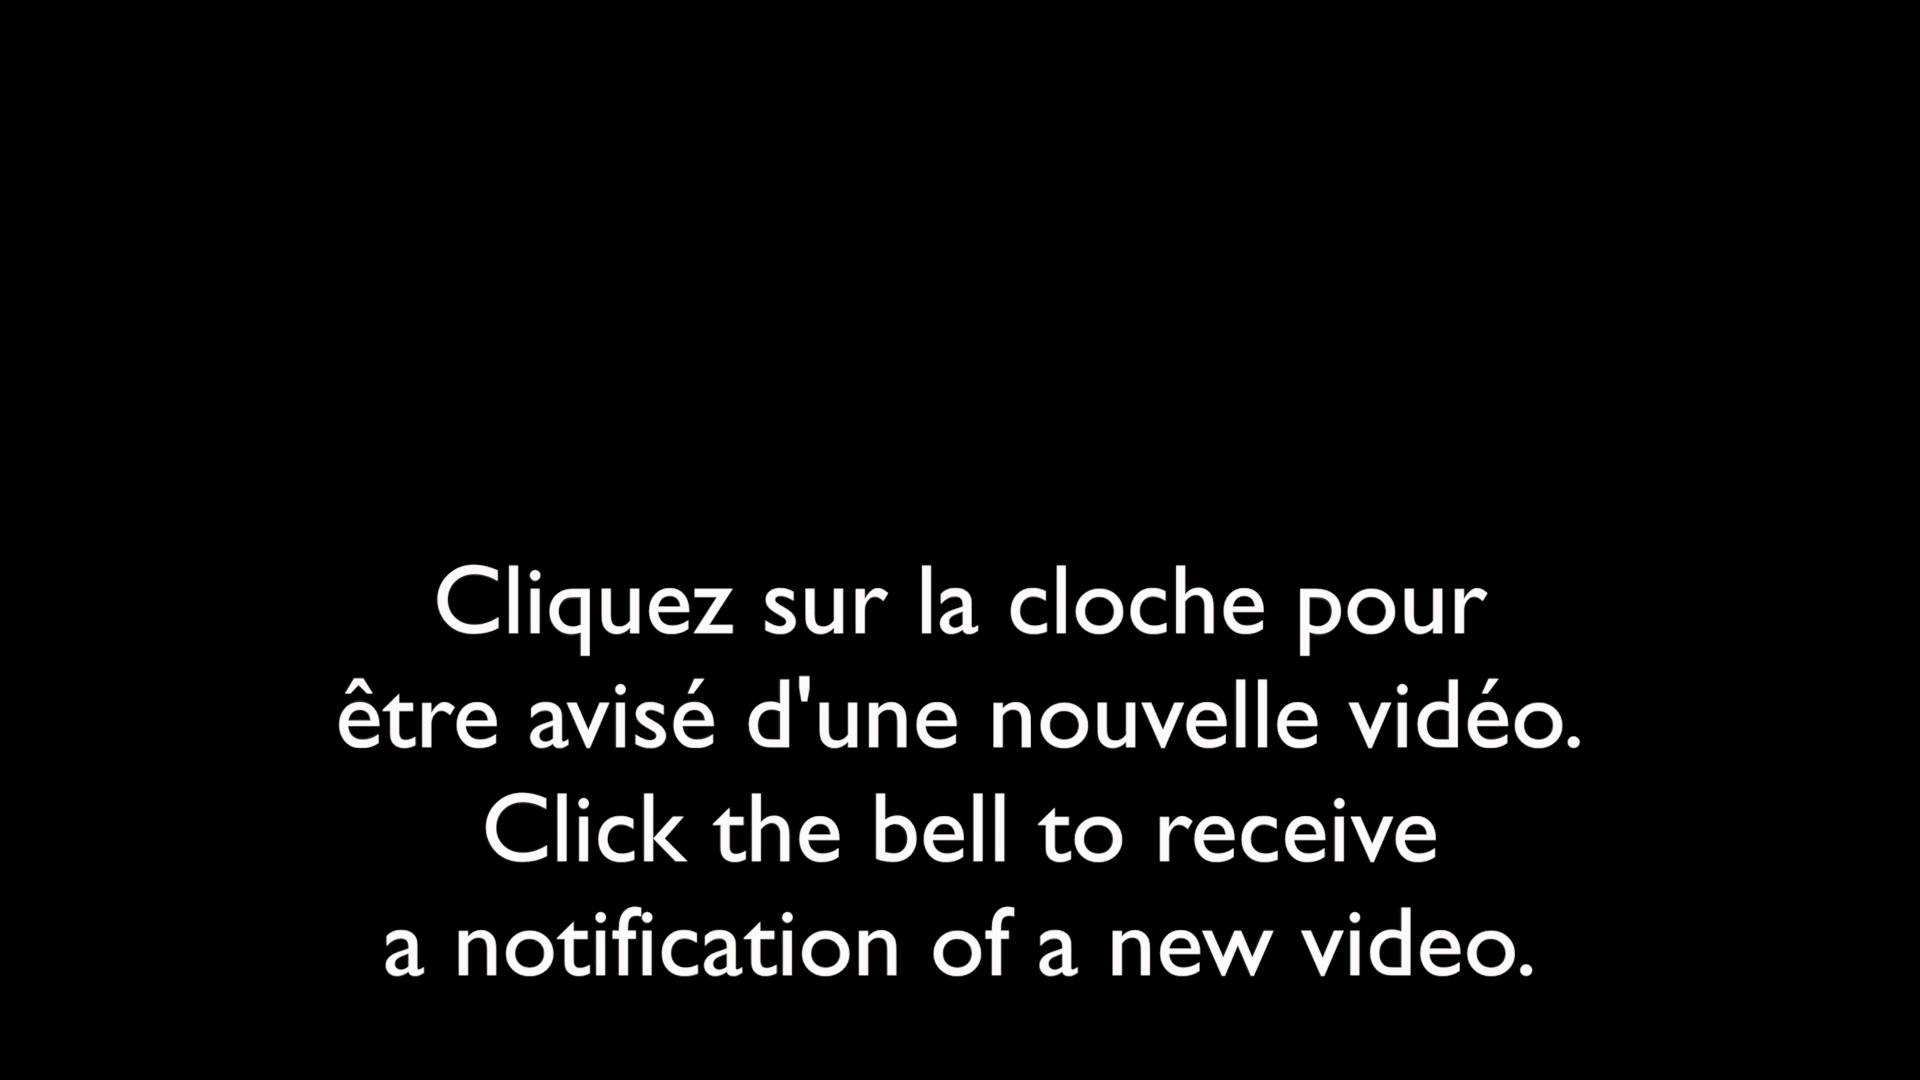 Cliquez sur la cloche pour
être avisé d'une nouvelle vidéo.
Click the bell to receive
a notification of a new video.